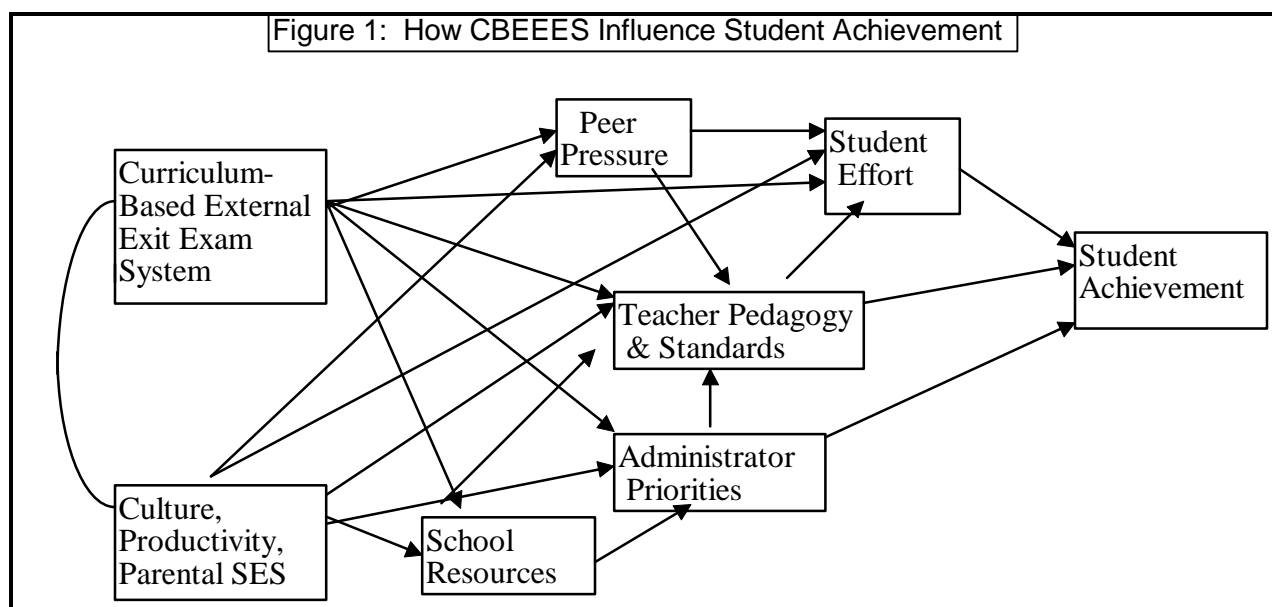 Figure 1: How CBEEES Influence Student Achievement
Peer
Pressure
Student
Effort
Curriculum-
Based External
Exit Exam
System
Student
Achievement
Teacher Pedagogy
& Standards
Administrator
Priorities
Culture,
Productivity,
Parental SES
School
Resources